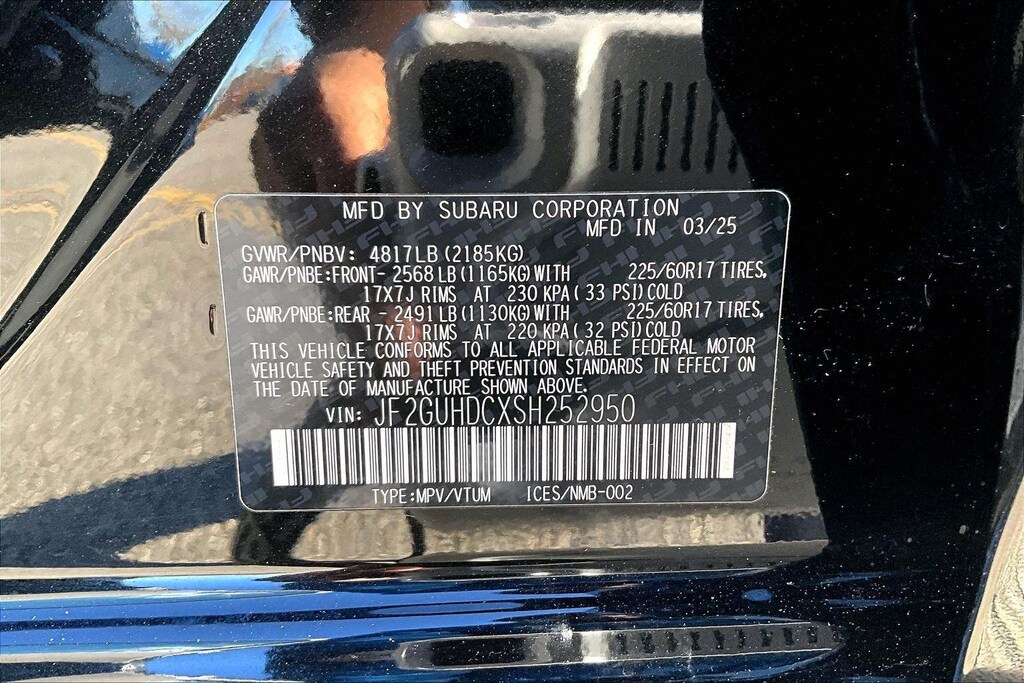 MFD BY SUBARU CORPORATION
MFD IN 03/25
GVWR/PNBV: 4817LB (2185KG)
GAWR/PNBE:FRONT- 2568 LB (1165KG) WITH 225/60R17 TIRES,
17X7J RIMS AT 230 KPA ( 33 PSI) COLD
GAWR/PNBE:REAR - 2491 LB (1130KG) WITH 225/60R17 TIRES,
17X7J RIMS AT 220 KPA ( 32 PSI) COLD
THIS VEHICLE CONFORMS TO ALL APPLICABLE FEDERAL MOTOR
VEHICLE SAFETY AND THEFT PREVENTION STANDARDS IN EFFECT ON
THE DATE OF MANUFACTURE SHOWN ABOVE.
VIN: JF2GUHDCXSH252950
TYPE:MPV/VTUM ICES/NMB-002